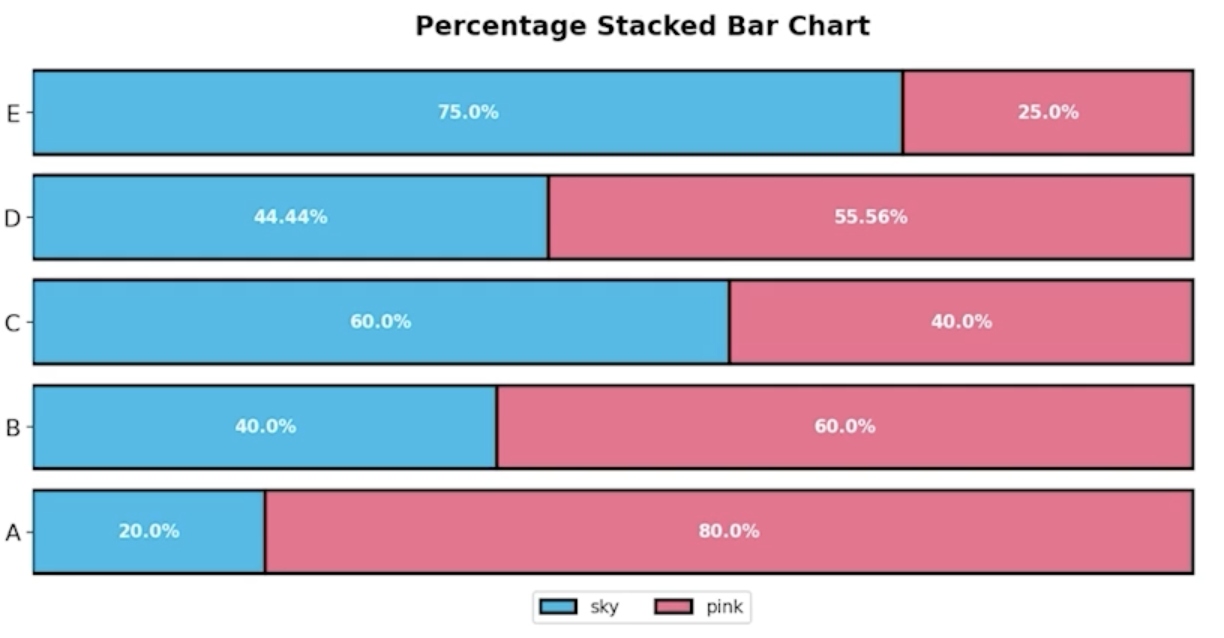 Percentage Stacked Bar Chart
E 75.0% 25.0%
D 44.44% 55.56%
C 60.0% 40.0%
B 40.0% 60.0%
A 20.0% 80.0%
sky pink